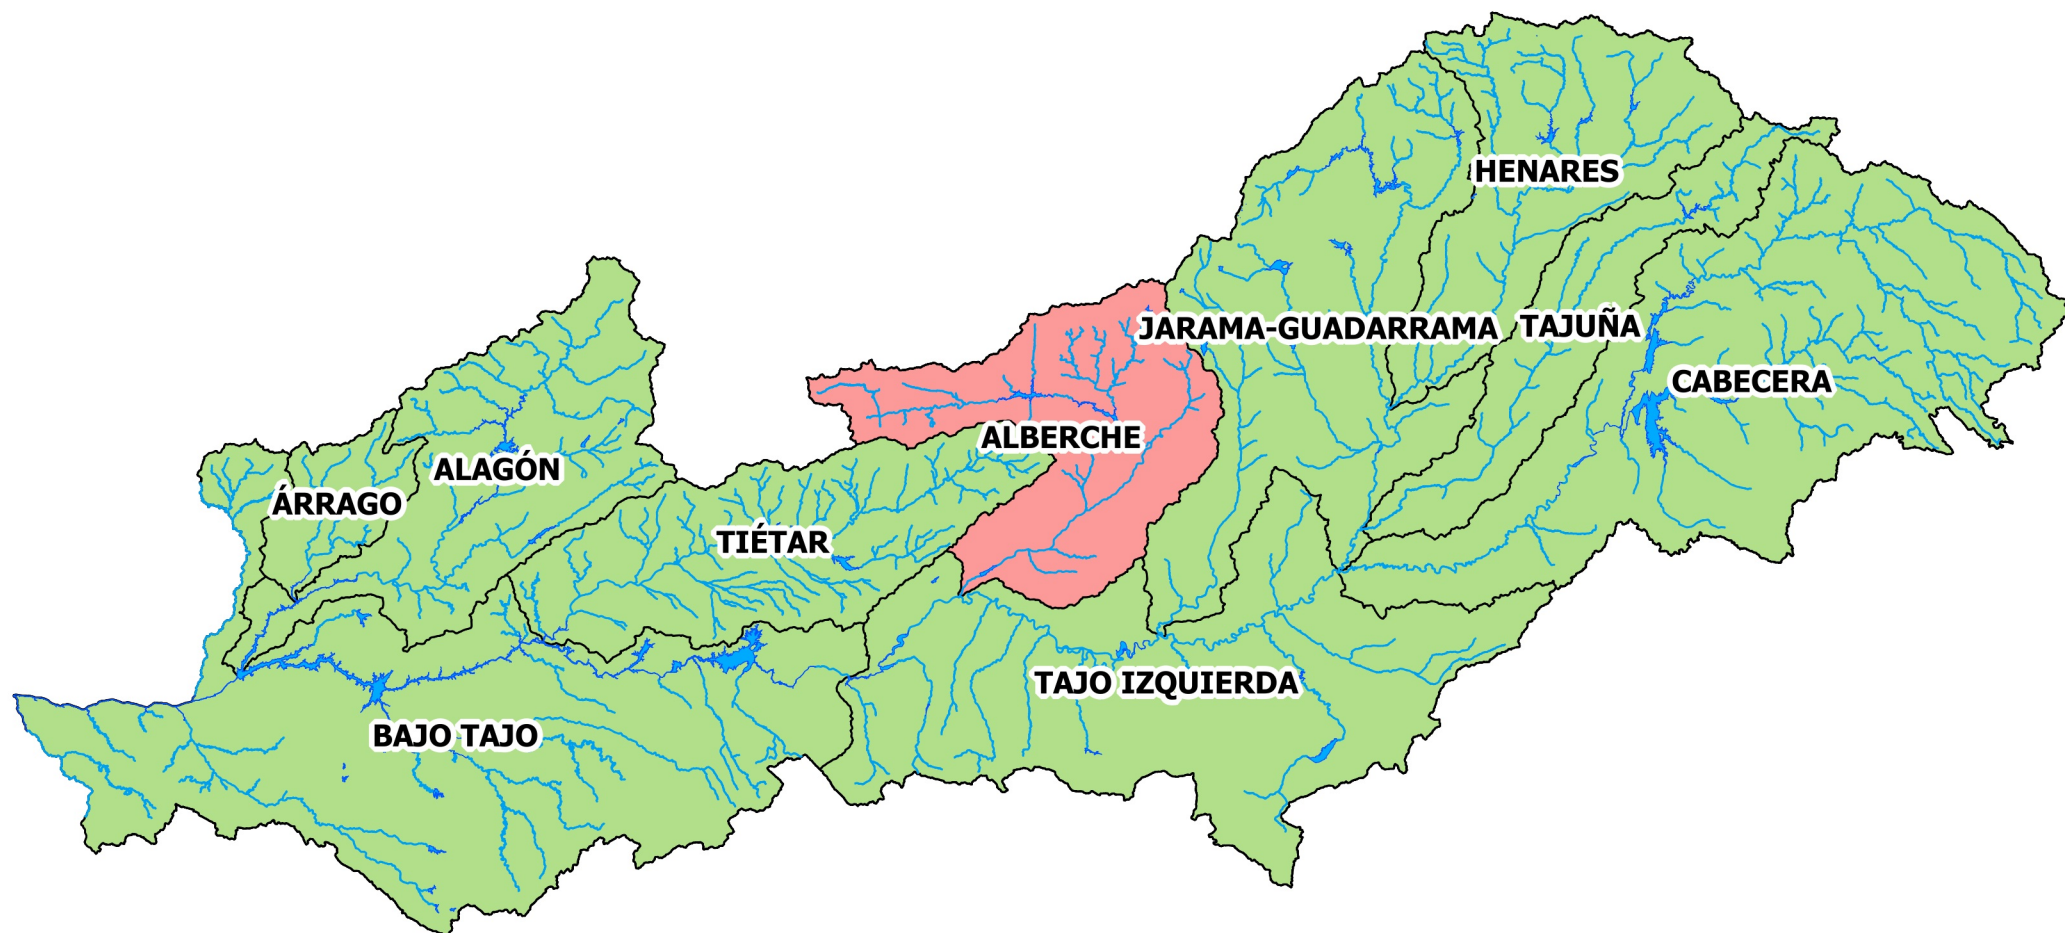 HENARES
JARAMA-GUADARRAMA
TAJUÑA
CABECERA
ALBERCHE
ALAGÓN
ÁRRAGO
TIÉTAR
TAJO IZQUIERDA
BAJO TAJO